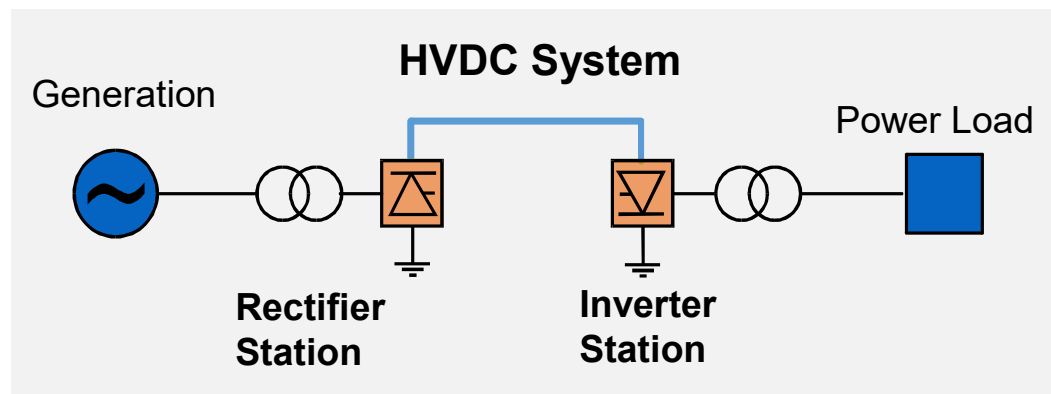 HVDC System
Generation
Power Load
Rectifier
Station
Inverter
Station